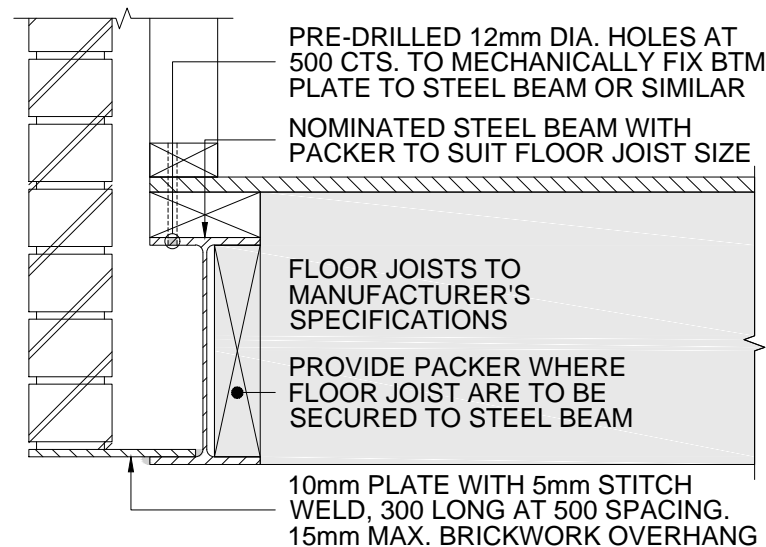 PRE-DRILLED 12mm DIA. HOLES AT
500 CTS. TO MECHANICALLY FIX BTM
PLATE TO STEEL BEAM OR SIMILAR
NOMINATED STEEL BEAM WITH
PACKER TO SUIT FLOOR JOIST SIZE
FLOOR JOISTS TO
MANUFACTURER'S
SPECIFICATIONS
PROVIDE PACKER WHERE
FLOOR JOIST ARE TO BE
SECURED TO STEEL BEAM
10mm PLATE WITH 5mm STITCH
WELD, 300 LONG AT 500 SPACING.
15mm MAX. BRICKWORK OVERHANG